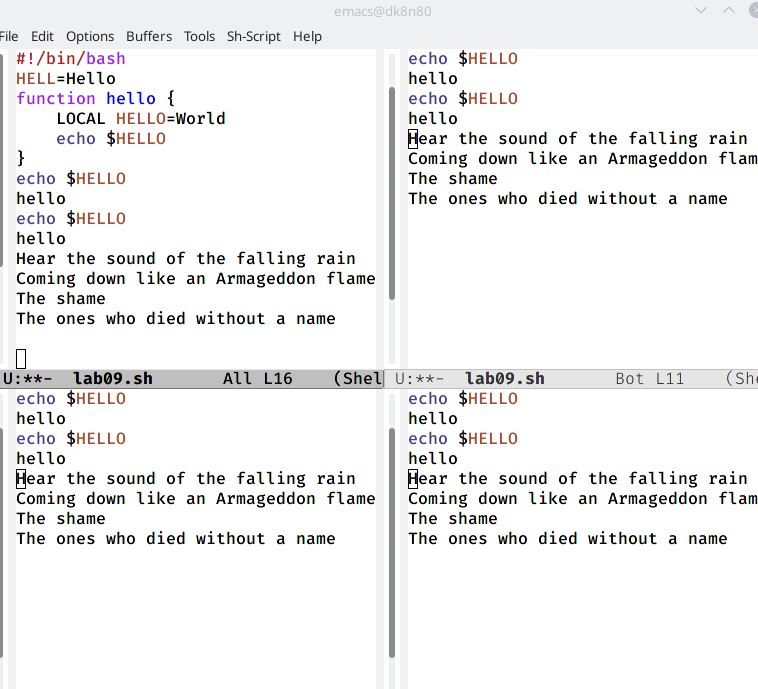 emacs@dk8n80
File Edit Options Buffers Tools Sh-Script Help
#!/bin/bash
HELL=Hello
function hello {
    LOCAL HELLO=World
    echo $HELLO
}
echo $HELLO
hello
echo $HELLO
hello
Hear the sound of the falling rain
Coming down like an Armageddon flame
The shame
The ones who died without a name
U:**-  lab09.sh       All L16    (Shel
echo $HELLO
hello
echo $HELLO
hello
Hear the sound of the falling rain
Coming down like an Armageddon flam
The shame
The ones who died without a name
U:**-  lab09.sh       Bot L11    (She
echo $HELLO
hello
echo $HELLO
hello
Hear the sound of the falling rain
Coming down like an Armageddon flame
The shame
The ones who died without a name
echo $HELLO
hello
echo $HELLO
hello
Hear the sound of the falling rain
Coming down like an Armageddon flam
The shame
The ones who died without a name